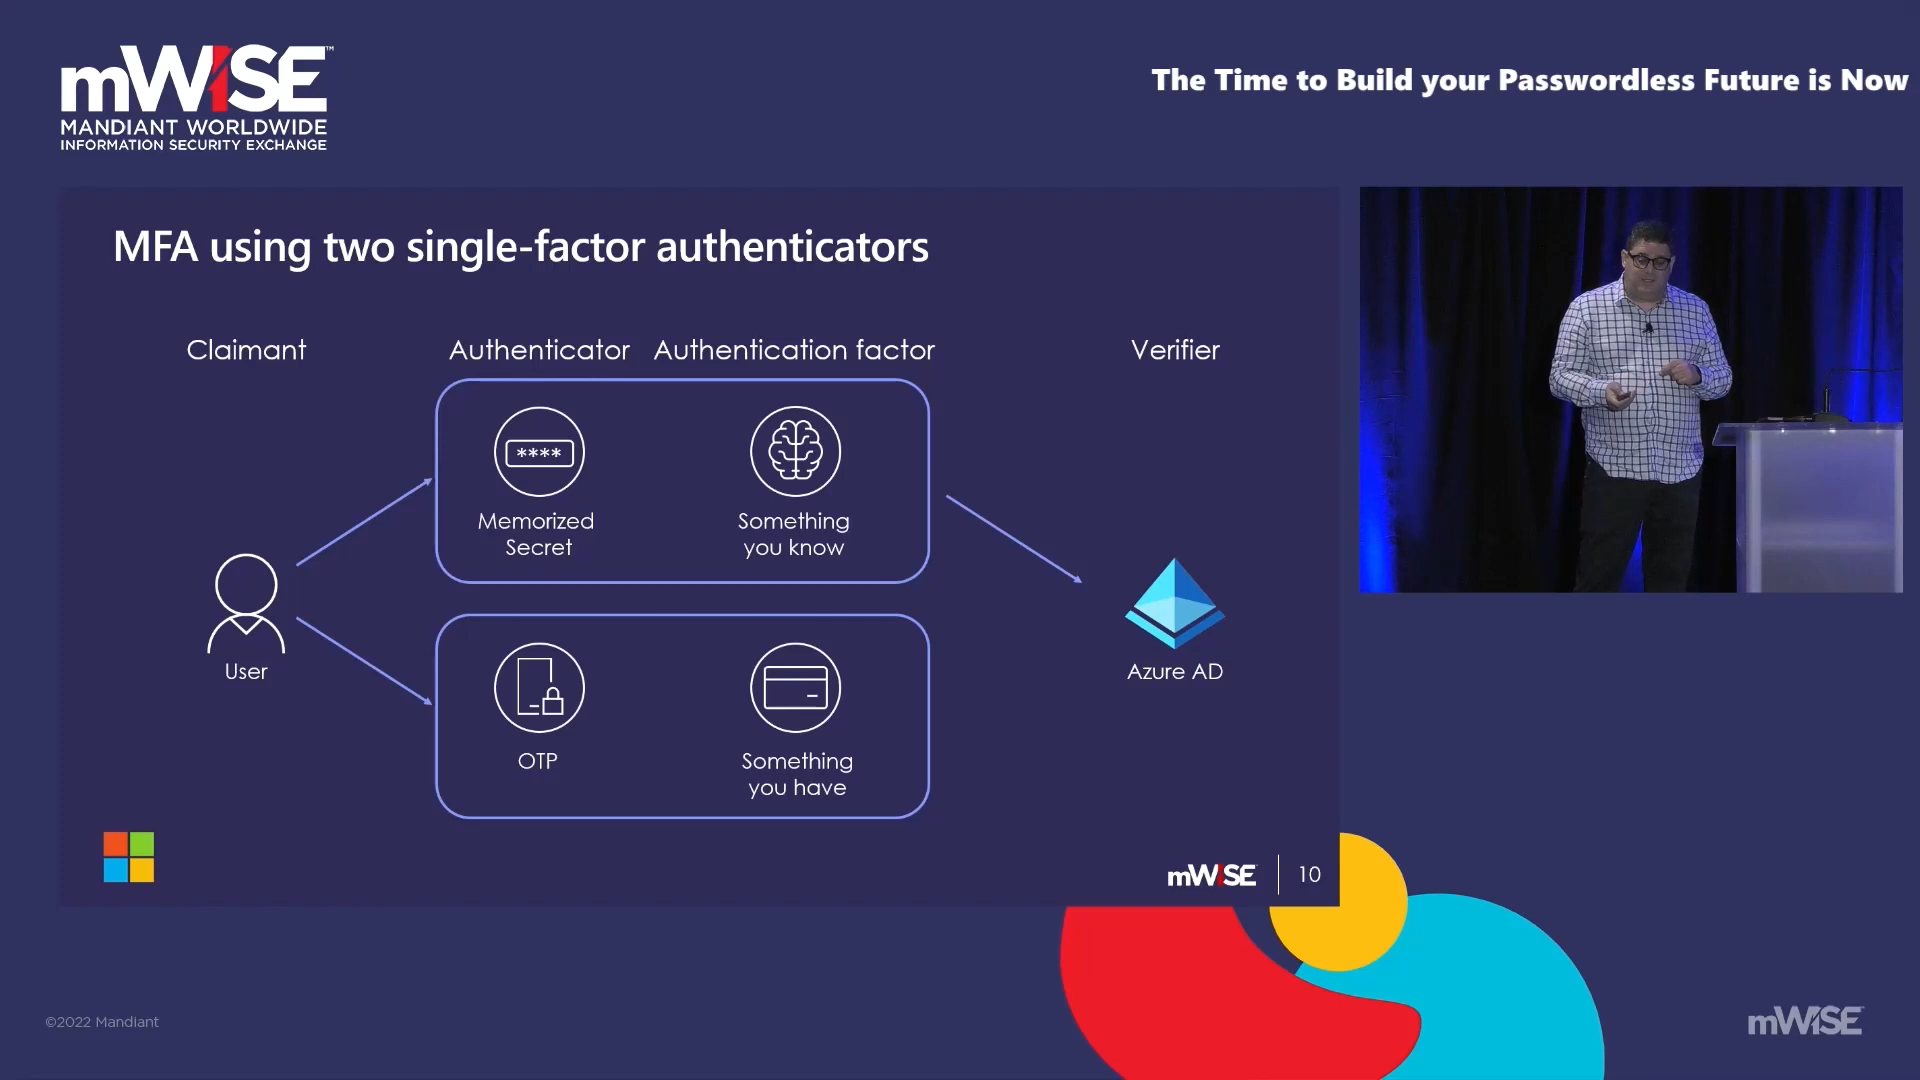 mWISE™
MANDIANT WORLDWIDE
INFORMATION SECURITY EXCHANGE
The Time to Build your Passwordless Future is Now
MFA using two single-factor authenticators
Claimant
Authenticator
Authentication factor
Verifier
****
Memorized
Secret
Something
you know
User
Azure AD
OTP
Something
you have
mWISE
10
©2022 Mandiant
mWISE